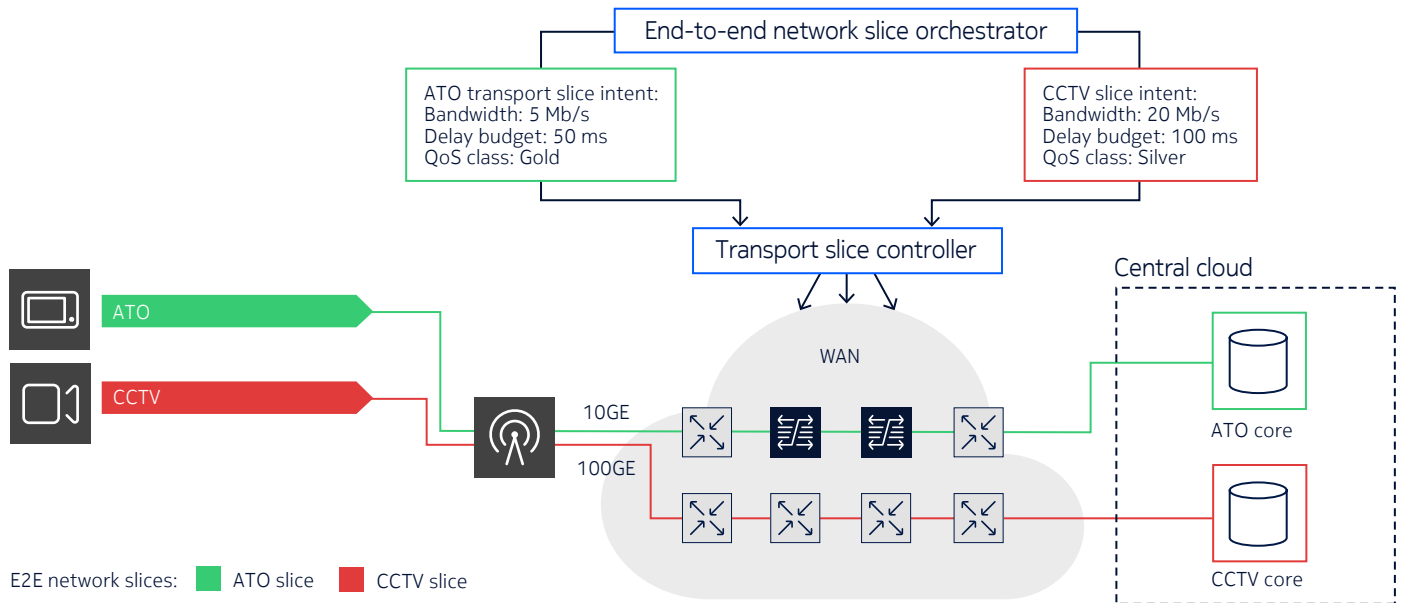 End-to-end network slice orchestrator
ATO transport slice intent:
Bandwidth: 5 Mb/s
Delay budget: 50 ms
QoS class: Gold
CCTV slice intent:
Bandwidth: 20 Mb/s
Delay budget: 100 ms
QoS class: Silver
Transport slice controller
Central cloud
ATO
WAN
CCTV
10GE
ATO core
100GE
CCTV core
E2E network slices:
ATO slice
CCTV slice